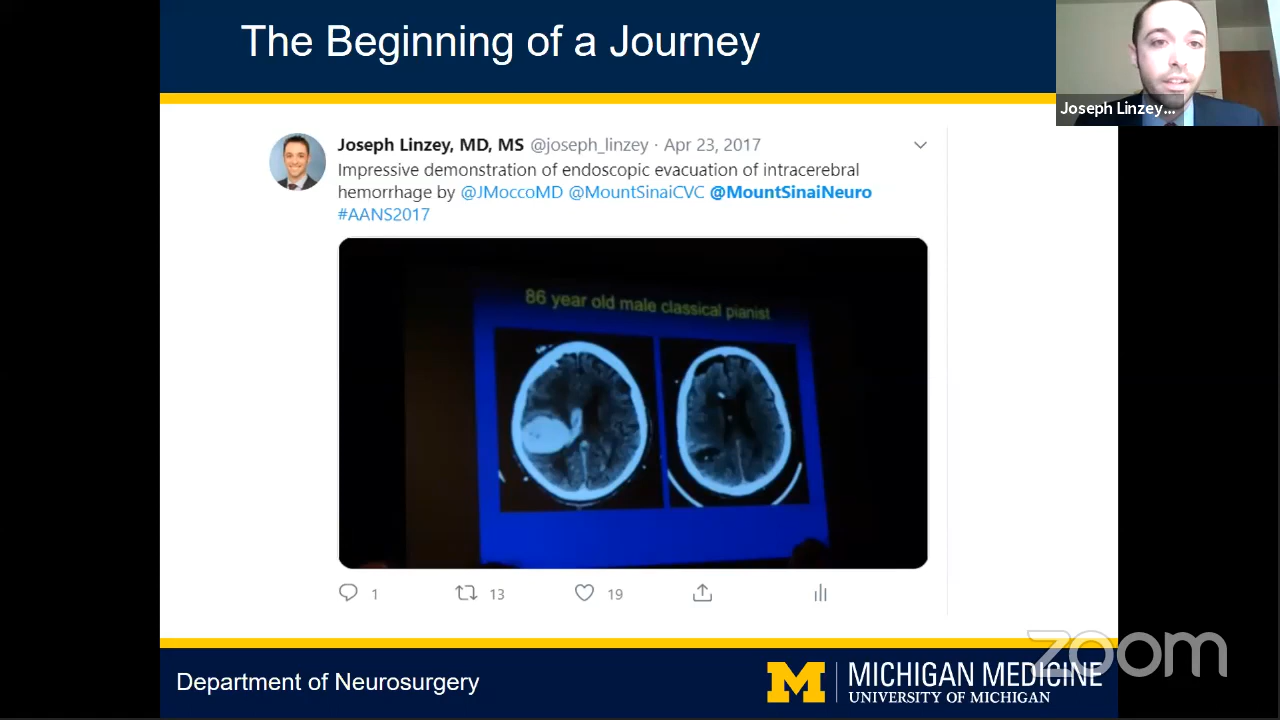 The Beginning of a Journey
Joseph Linzey...
Joseph Linzey, MD, MS @joseph_linzey · Apr 23, 2017
Impressive demonstration of endoscopic evacuation of intracerebral
hemorrhage by @JMoccoMD @MountSinaiCVC @MountSinaiNeuro
#AANS2017
86 year old male classical pianist
1 13 19
zoom
Department of Neurosurgery
M MICHIGAN MEDICINE
UNIVERSITY OF MICHIGAN